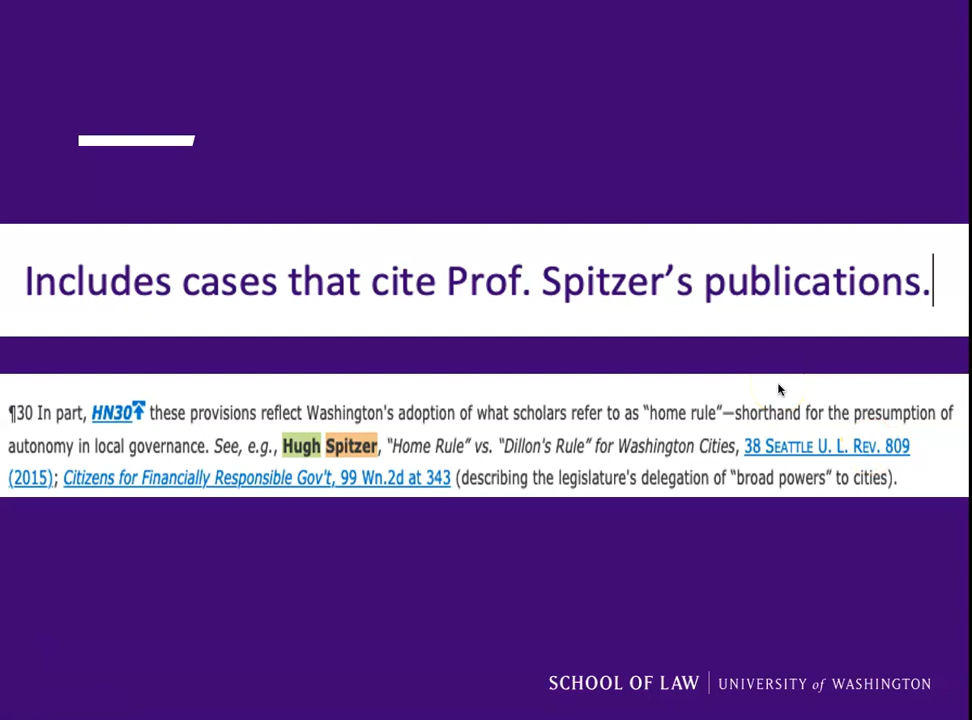 Includes cases that cite Prof. Spitzer’s publications.
¶30 In part, HN30 these provisions reflect Washington's adoption of what scholars refer to as “home rule”—shorthand for the presumption of
autonomy in local governance. See, e.g., Hugh Spitzer, “Home Rule” vs. “Dillon's Rule” for Washington Cities, 38 SEATTLE U. L. REV. 809
(2015); Citizens for Financially Responsible Gov't, 99 Wn.2d at 343 (describing the legislature's delegation of “broad powers” to cities).
SCHOOL OF LAW | UNIVERSITY of WASHINGTON